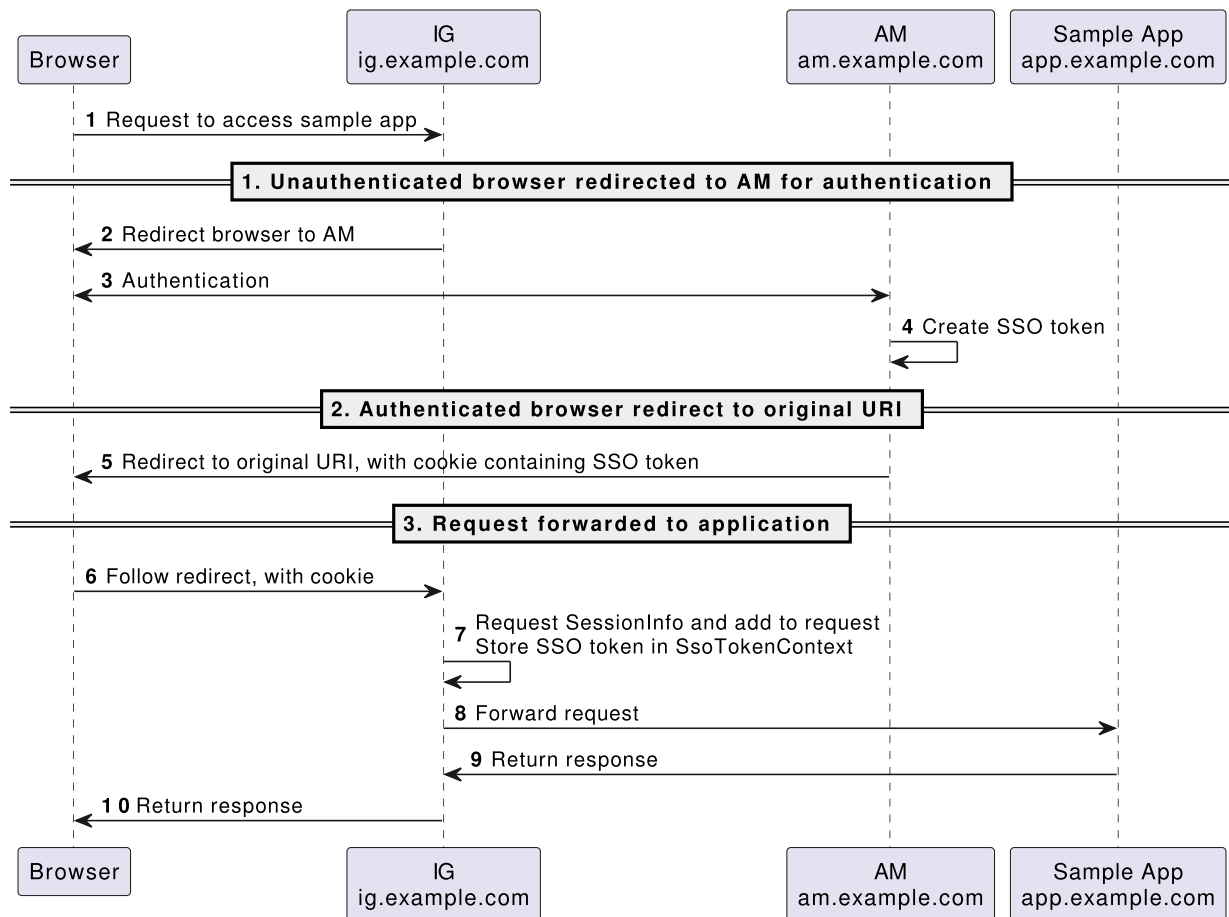 Browser
IG
ig.example.com
AM
am.example.com
Sample App
app.example.com
1 Request to access sample app
1. Unauthenticated browser redirected to AM for authentication
2 Redirect browser to AM
3 Authentication
4 Create SSO token
2. Authenticated browser redirect to original URI
5 Redirect to original URI, with cookie containing SSO token
3. Request forwarded to application
6 Follow redirect, with cookie
7 Request SessionInfo and add to request
Store SSO token in SsoTokenContext
8 Forward request
9 Return response
10 Return response
Browser
IG
ig.example.com
AM
am.example.com
Sample App
app.example.com